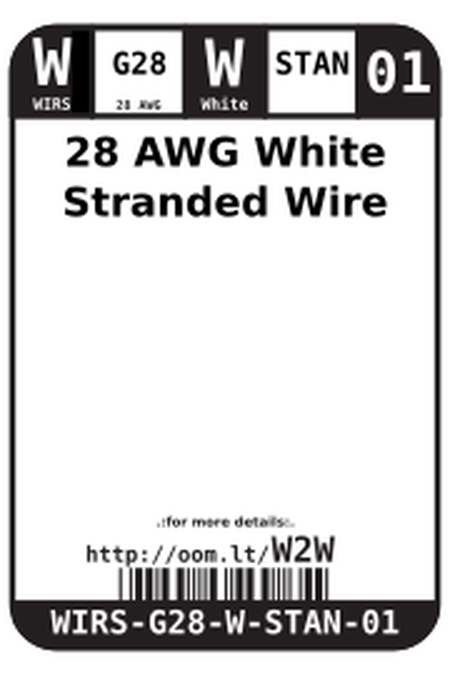 W G28 W STAN 01
WIRS 28 AWG White
28 AWG White
Stranded Wire
.:for more details:.
http://oom.lt/W2W
WIRS-G28-W-STAN-01